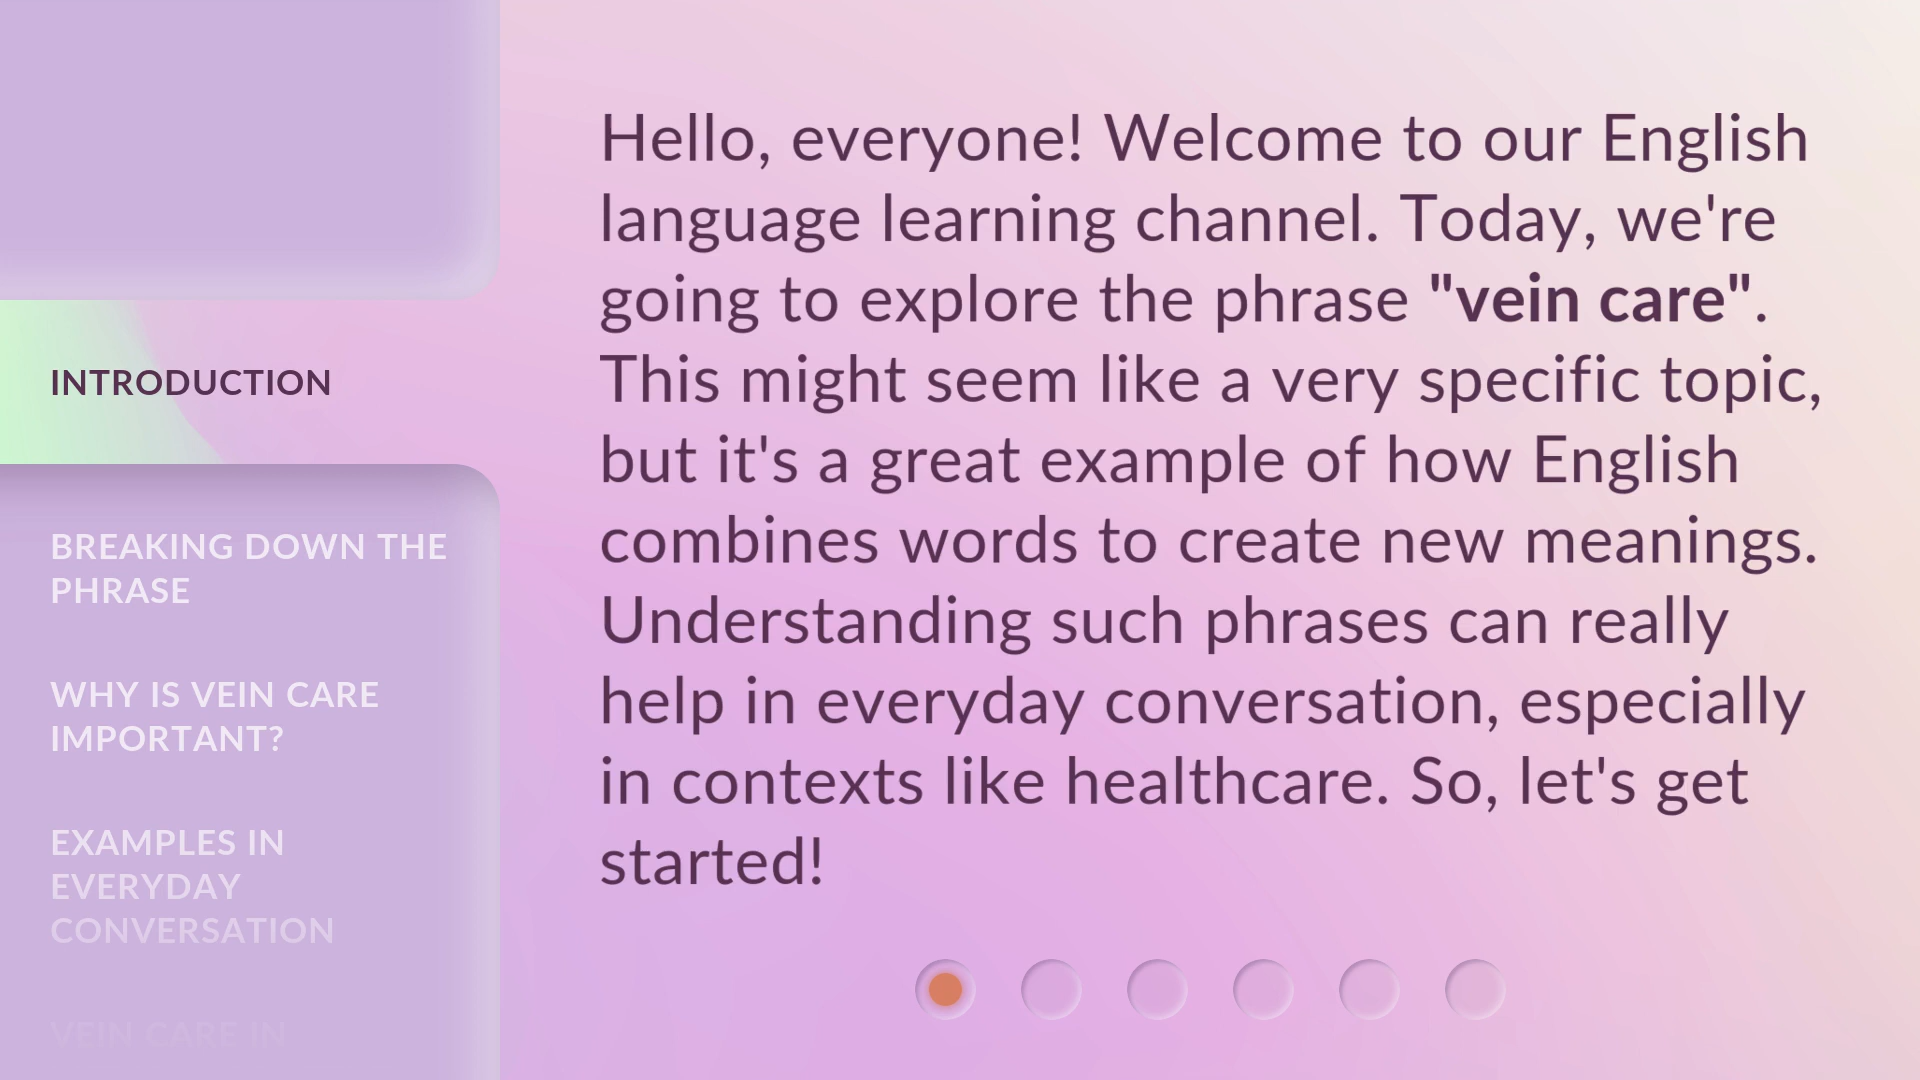 INTRODUCTION
BREAKING DOWN THE
PHRASE
WHY IS VEIN CARE
IMPORTANT?
EXAMPLES IN
EVERYDAY
CONVERSATION
VEIN CARE IN
Hello, everyone! Welcome to our English
language learning channel. Today, we're
going to explore the phrase "vein care".
This might seem like a very specific topic,
but it's a great example of how English
combines words to create new meanings.
Understanding such phrases can really
help in everyday conversation, especially
in contexts like healthcare. So, let's get
started!